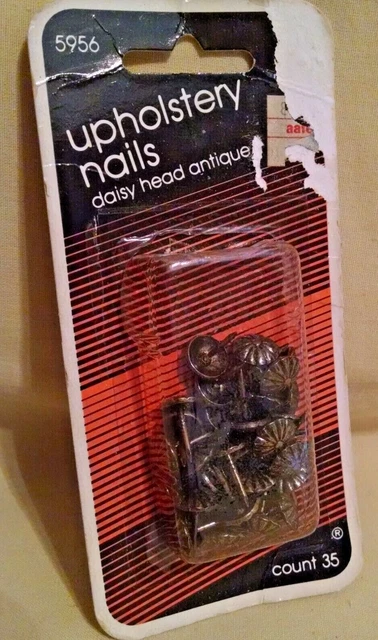 5956
upholstery
nails
daisy head antique
®
count 35